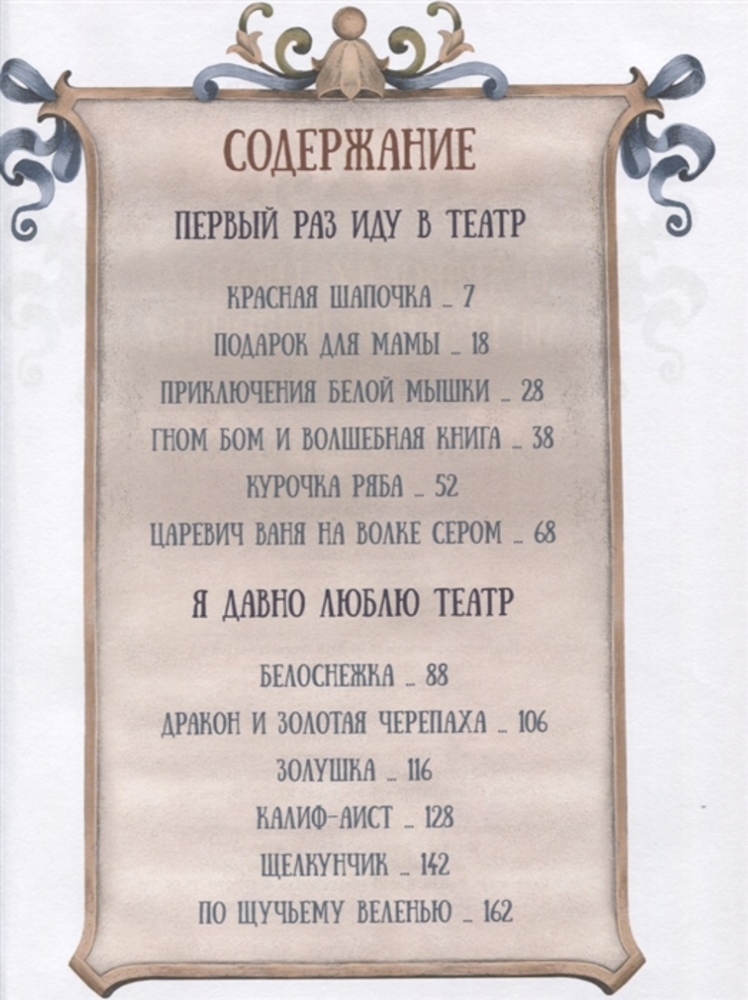 СОДЕРЖАНИЕ
ПЕРВЫЙ РАЗ ИДУ В ТЕАТР
КРАСНАЯ ШАПОЧКА ... 7
ПОДАРОК ДЛЯ МАМЫ ... 18
ПРИКЛЮЧЕНИЯ БЕЛОЙ МЫШКИ ... 28
ГНОМ БОМ И ВОЛШЕБНАЯ КНИГА ... 38
КУРОЧКА РЯБА ... 52
ЦАРЕВИЧ ВАНЯ НА ВОЛКЕ СЕРОМ ... 68
Я ДАВНО ЛЮБЛЮ ТЕАТР
БЕЛОСНЕЖКА ... 88
ДРАКОН И ЗОЛОТАЯ ЧЕРЕПАХА ... 106
ЗОЛУШКА ... 116
КАЛИФ-АИСТ ... 128
ЩЕЛКУНЧИК ... 142
ПО ЩУЧЬЕМУ ВЕЛЕНЬЮ ... 162